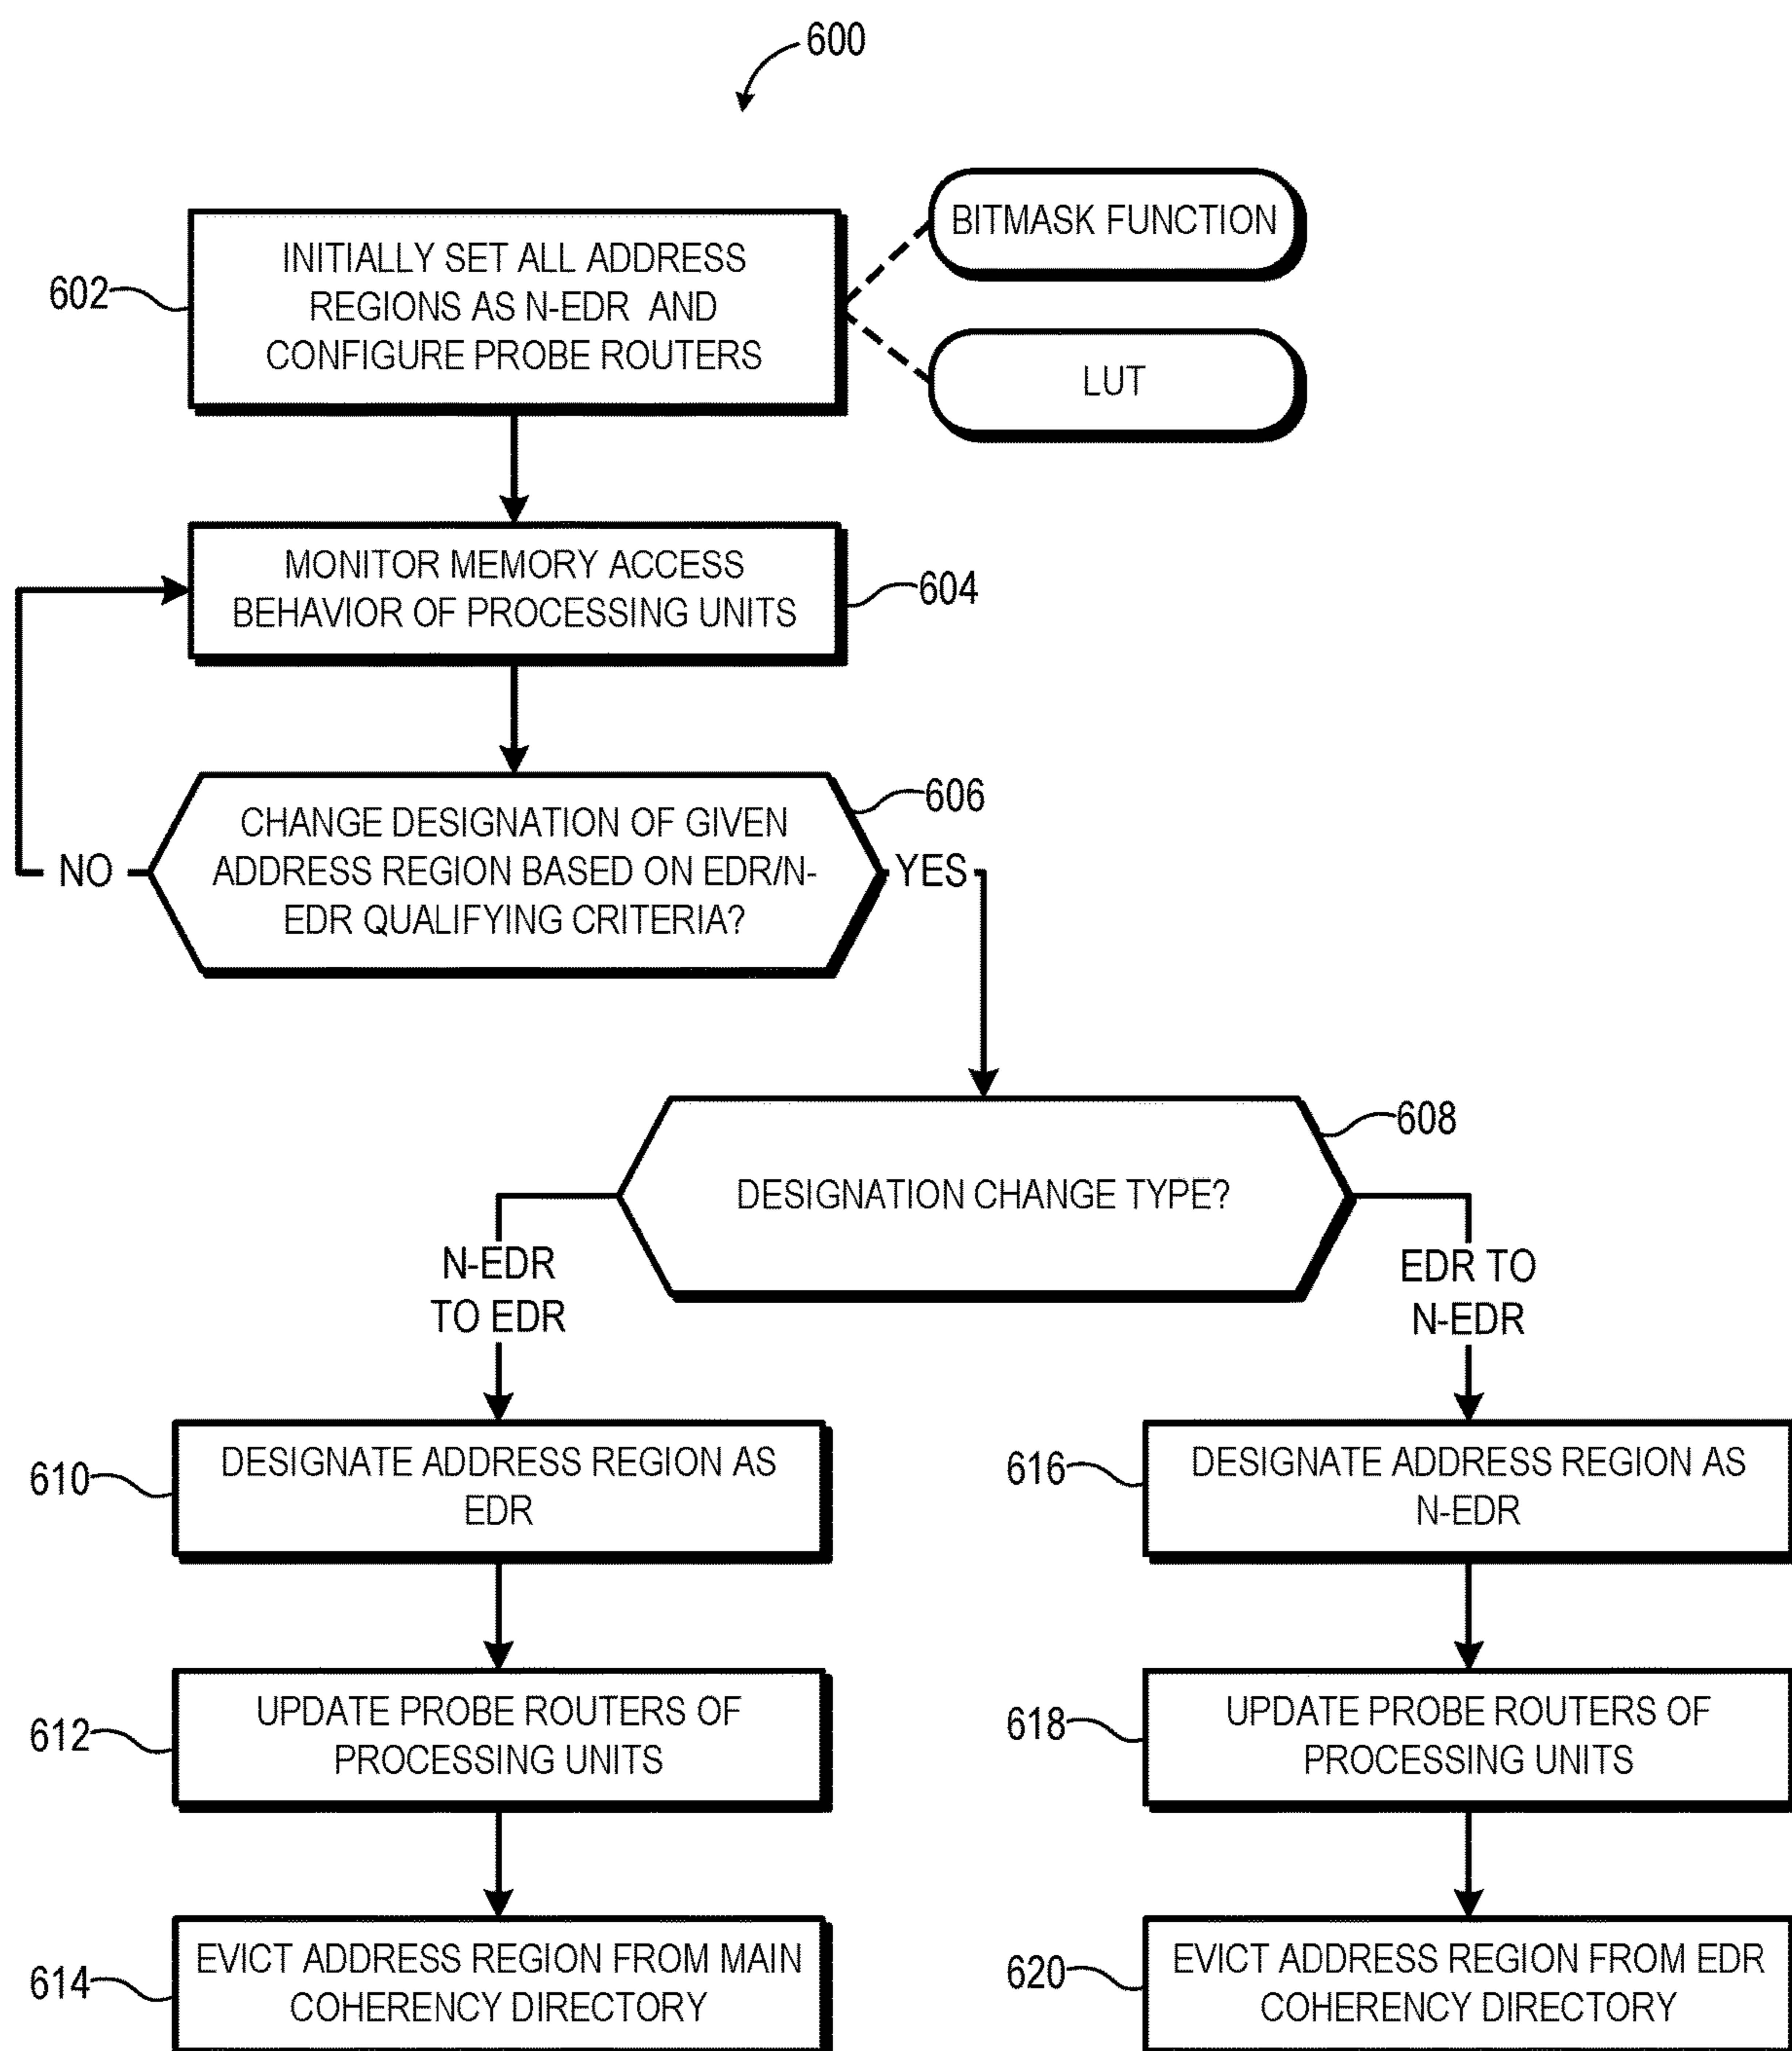 600
INITIALLY SET ALL ADDRESS
REGIONS AS N-EDR AND
CONFIGURE PROBE ROUTERS
602
BITMASK FUNCTION
LUT
MONITOR MEMORY ACCESS
BEHAVIOR OF PROCESSING UNITS
604
CHANGE DESIGNATION OF GIVEN
ADDRESS REGION BASED ON EDR/N-
EDR QUALIFYING CRITERIA?
606
NO
YES
DESIGNATION CHANGE TYPE?
608
N-EDR
TO EDR
EDR TO
N-EDR
610
DESIGNATE ADDRESS REGION AS
EDR
612
UPDATE PROBE ROUTERS OF
PROCESSING UNITS
614
EVICT ADDRESS REGION FROM MAIN
COHERENCY DIRECTORY
616
DESIGNATE ADDRESS REGION AS
N-EDR
618
UPDATE PROBE ROUTERS OF
PROCESSING UNITS
620
EVICT ADDRESS REGION FROM EDR
COHERENCY DIRECTORY